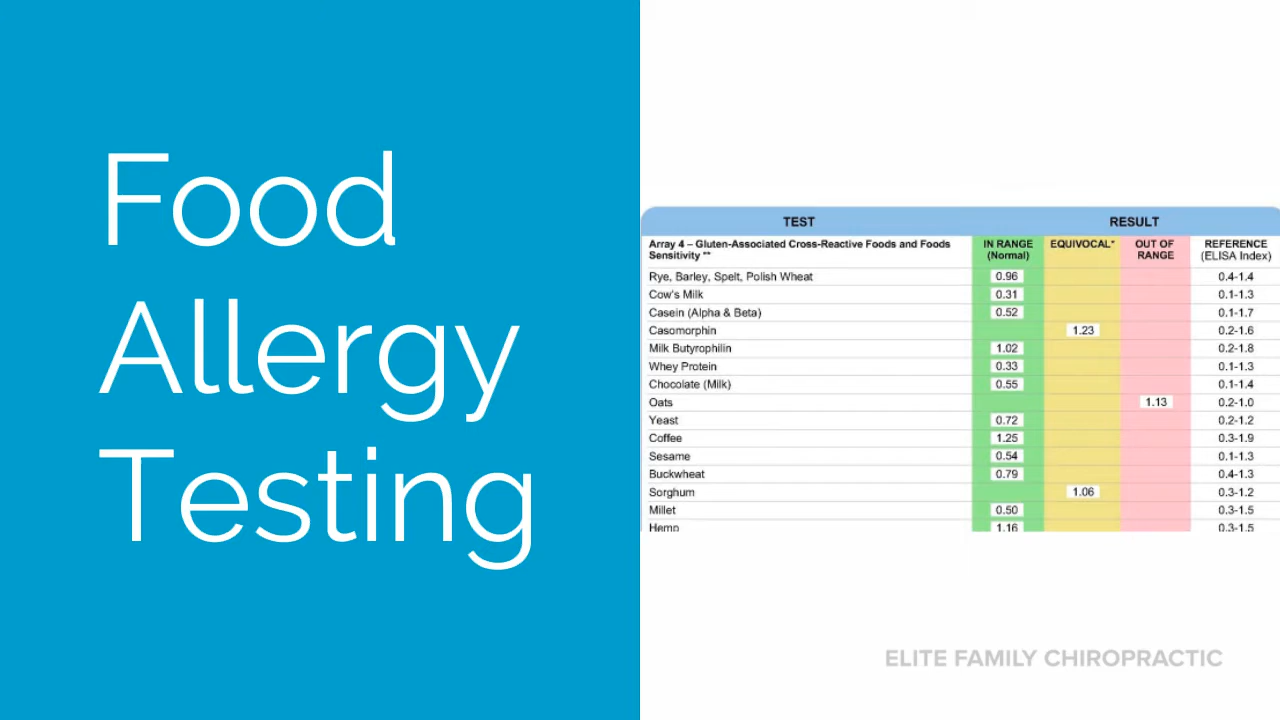 Food
Allergy
Testing
TEST RESULT
Array 4 – Gluten-Associated Cross-Reactive Foods and Foods Sensitivity ** IN RANGE (Normal) EQUIVOCAL* OUT OF RANGE REFERENCE (ELISA Index)
Rye, Barley, Spelt, Polish Wheat 0.96 0.4-1.4
Cow's Milk 0.31 0.1-1.3
Casein (Alpha & Beta) 0.52 0.1-1.7
Casomorphin 1.23 0.2-1.6
Milk Butyrophilin 1.02 0.2-1.8
Whey Protein 0.33 0.1-1.3
Chocolate (Milk) 0.55 0.1-1.4
Oats 1.13 0.2-1.0
Yeast 0.72 0.2-1.2
Coffee 1.25 0.3-1.9
Sesame 0.54 0.1-1.3
Buckwheat 0.79 0.4-1.3
Sorghum 1.06 0.3-1.2
Millet 0.50 0.3-1.5
Hemp 1.16 0.3-1.5
ELITE FAMILY CHIROPRACTIC